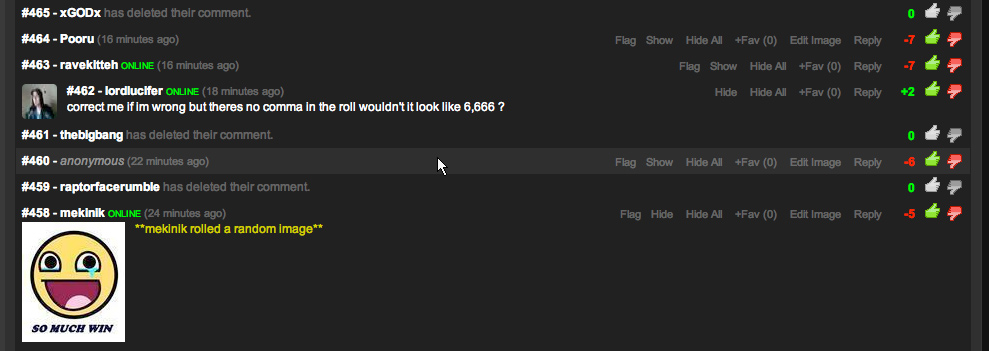 #465 - xGODx has deleted their comment. 0
#464 - Pooru (16 minutes ago) Flag Show Hide All +Fav (0) Edit Image Reply -7
#463 - ravekitteh ONLINE (16 minutes ago) Flag Show Hide All +Fav (0) Reply -7
#462 - lordlucifer ONLINE (18 minutes ago) Hide Hide All +Fav (0) Reply +2
correct me if im wrong but theres no comma in the roll wouldn't it look like 6,666 ?
#461 - thebigbang has deleted their comment. 0
#460 - anonymous (22 minutes ago) Flag Show Hide All +Fav (0) Edit Image Reply -6
#459 - raptorfacerumble has deleted their comment. 0
#458 - mekinik ONLINE (24 minutes ago) Flag Hide Hide All +Fav (0) Edit Image Reply -5
**mekinik rolled a random image**
SO MUCH WIN